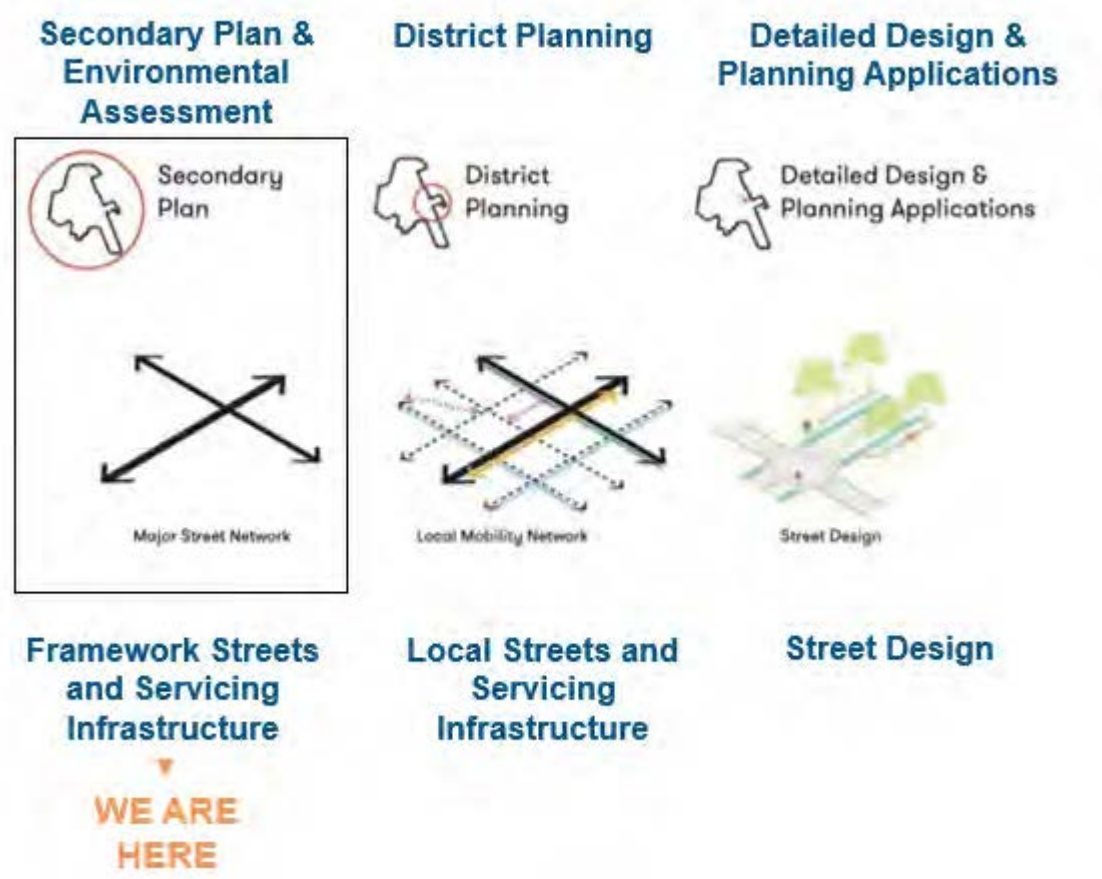 Secondary Plan &
Environmental
Assessment
District Planning
Detailed Design &
Planning Applications
Secondary
Plan
District
Planning
Detailed Design &
Planning Applications
Major Street Network
Local Mobility Network
Street Design
Framework Streets
and Servicing
Infrastructure
Local Streets and
Servicing
Infrastructure
Street Design
WE ARE
HERE